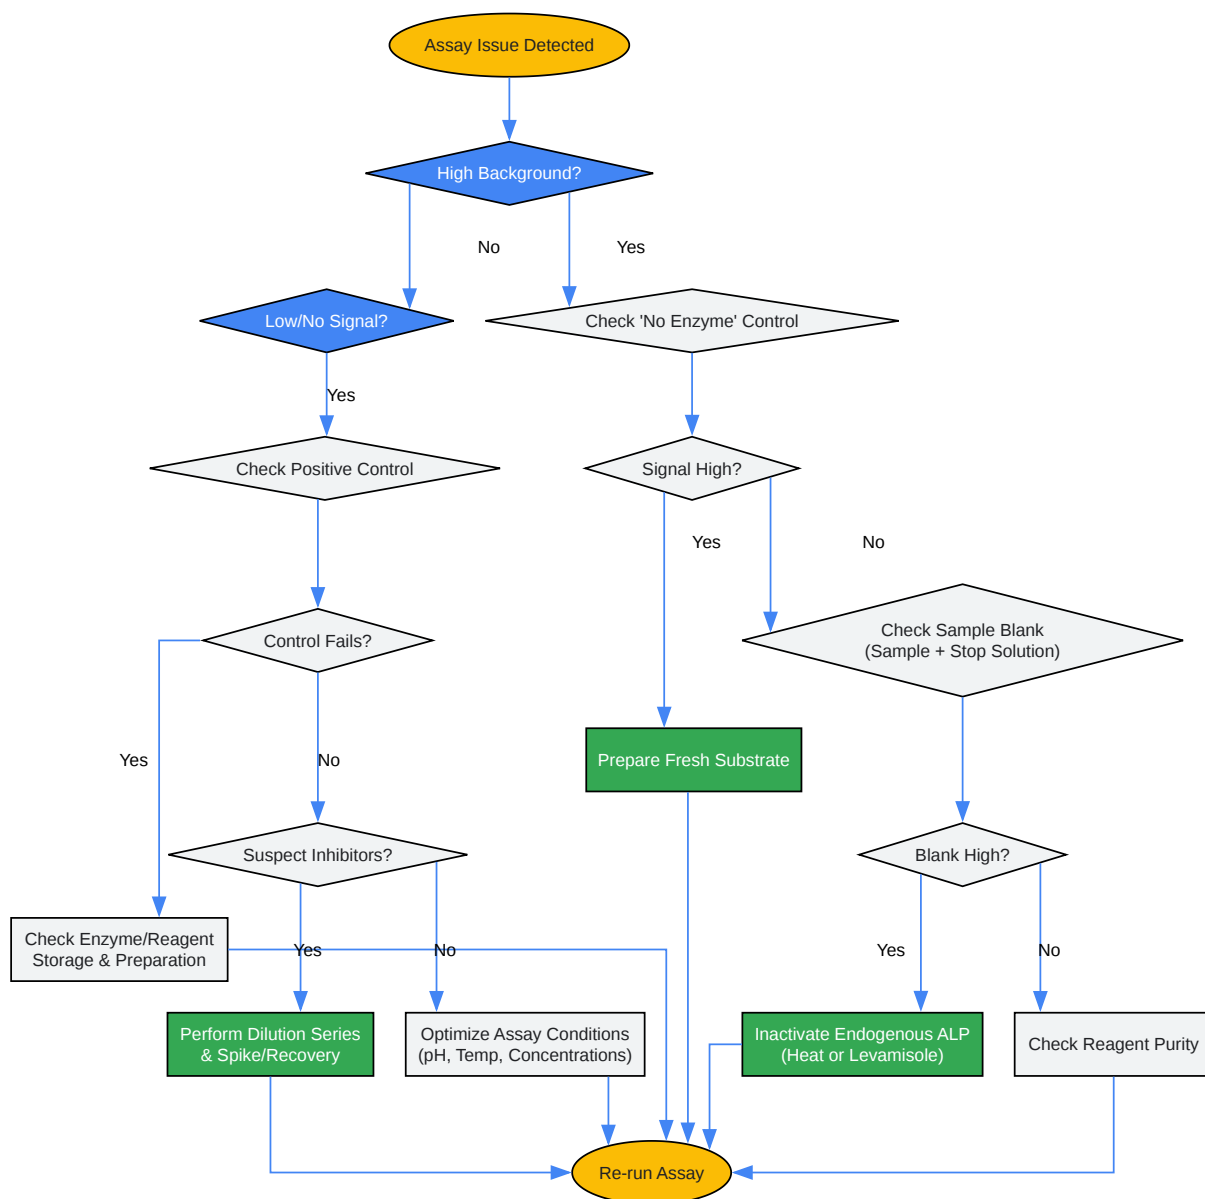 Assay Issue Detected
High Background?
No
Yes
Low/No Signal?
Check 'No Enzyme' Control
Yes
Check Positive Control
Signal High?
Yes
No
Control Fails?
Check Sample Blank
(Sample + Stop Solution)
Yes
No
Prepare Fresh Substrate
Suspect Inhibitors?
Blank High?
Check Enzyme/Reagent
Storage & Preparation
Yes
No
Yes
No
Perform Dilution Series
& Spike/Recovery
Optimize Assay Conditions
(pH, Temp, Concentrations)
Inactivate Endogenous ALP
(Heat or Levamisole)
Check Reagent Purity
Re-run Assay